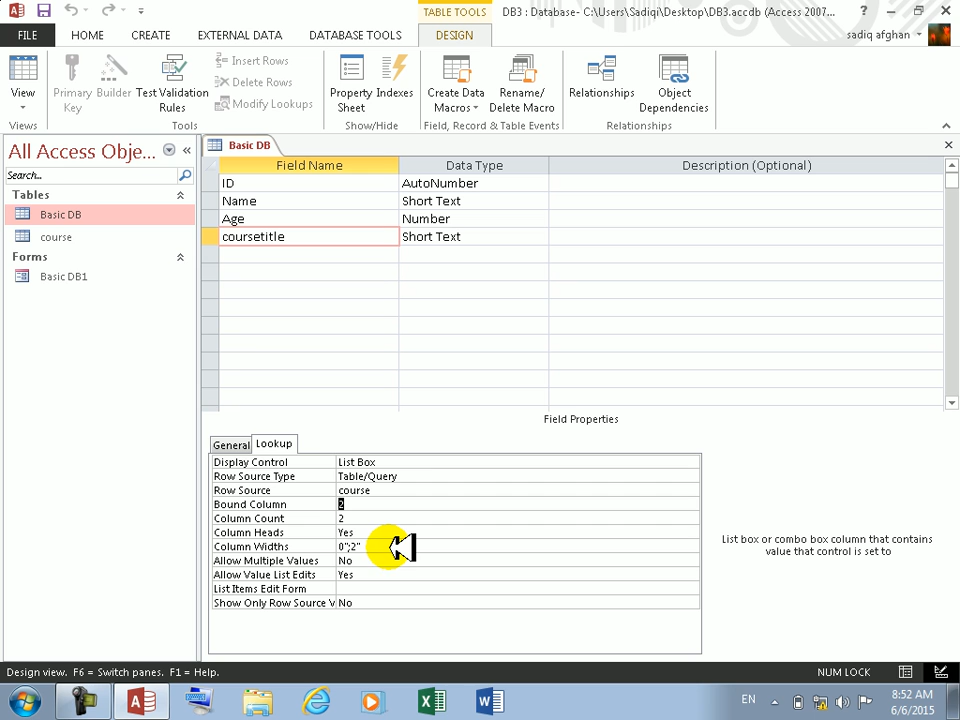 TABLE TOOLS
DB3 : Database- C:\Users\Sadiqi\Desktop\DB3.accdb (Access 2007...
FILE
HOME
CREATE
EXTERNAL DATA
DATABASE TOOLS
DESIGN
sadiq afghan
View
Primary Key
Builder
Test Validation Rules
Insert Rows
Delete Rows
Modify Lookups
Property Sheet
Indexes
Create Data Macros
Rename/ Delete Macro
Relationships
Object Dependencies
Views
Tools
Show/Hide
Field, Record & Table Events
Relationships
All Access Obje...
Search...
Tables
Basic DB
course
Forms
Basic DB1
Basic DB
Field Name Data Type Description (Optional)
ID AutoNumber
Name Short Text
Age Number
coursetitle Short Text
Field Properties
General Lookup
Display Control List Box
Row Source Type Table/Query
Row Source course
Bound Column 2
Column Count 2
Column Heads Yes
Column Widths 0";2"
Allow Multiple Values No
Allow Value List Edits Yes
List Items Edit Form
Show Only Row Source V No
List box or combo box column that contains
value that control is set to
Design view. F6 = Switch panes. F1 = Help.
NUM LOCK
EN
8:52 AM
6/6/2015